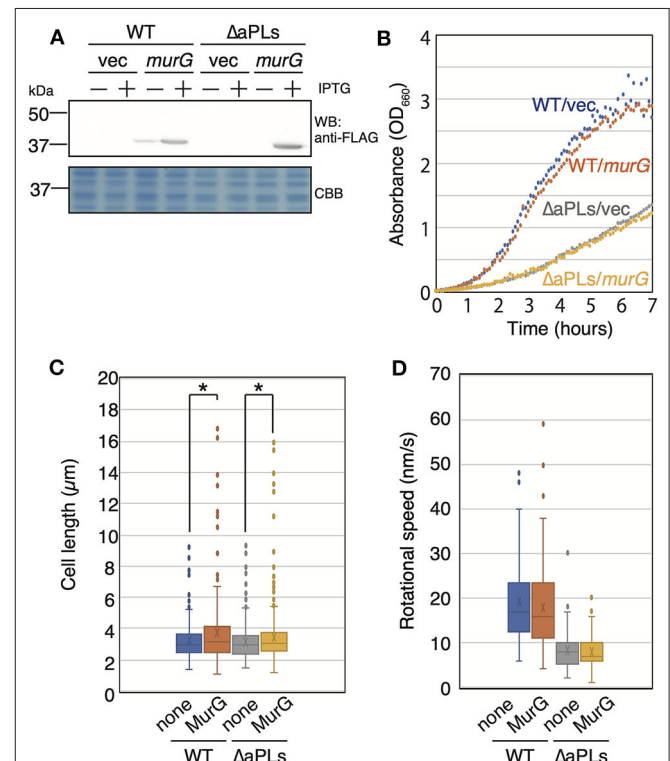 A
WT ΔaPLs
vec murG vec murG
— + — + — + — + IPTG
kDa
50
37
WB:
anti-FLAG
37
CBB
B
Absorbance (OD660)
4
3
2
1
0
WT/vec
WT/murG
ΔaPLs/vec
ΔaPLs/murG
0 1 2 3 4 5 6 7
Time (hours)
C
Cell length (μm)
20
18
16
14
12
10
8
6
4
2
0
* *
none MurG none MurG
WT ΔaPLs
D
Rotational speed (nm/s)
70
60
50
40
30
20
10
0
none MurG none MurG
WT ΔaPLs